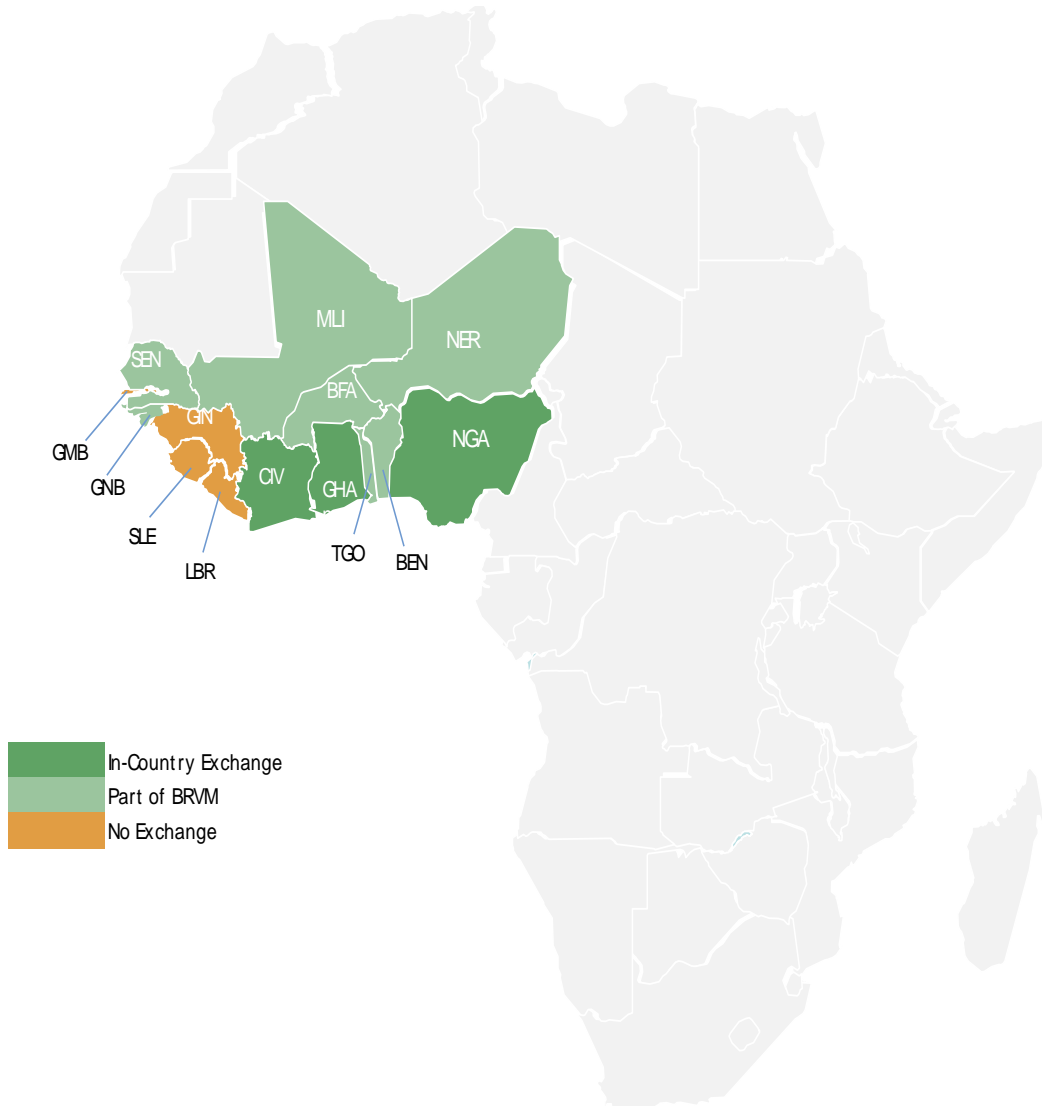 MLI
NER
SEN
BFA
GIN
NGA
GMB
CIV
GNB
GHA
SLE
TGO
BEN
LBR
In-Country Exchange
Part of BRVM
No Exchange